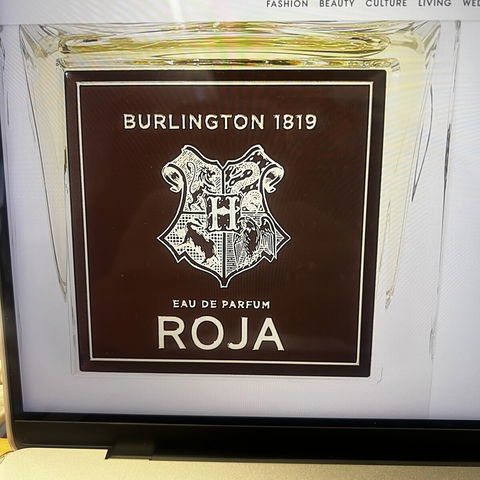 FASHION BEAUTY CULTURE LIVING
BURLINGTON 1819
H
EAU DE PARFUM
ROJA